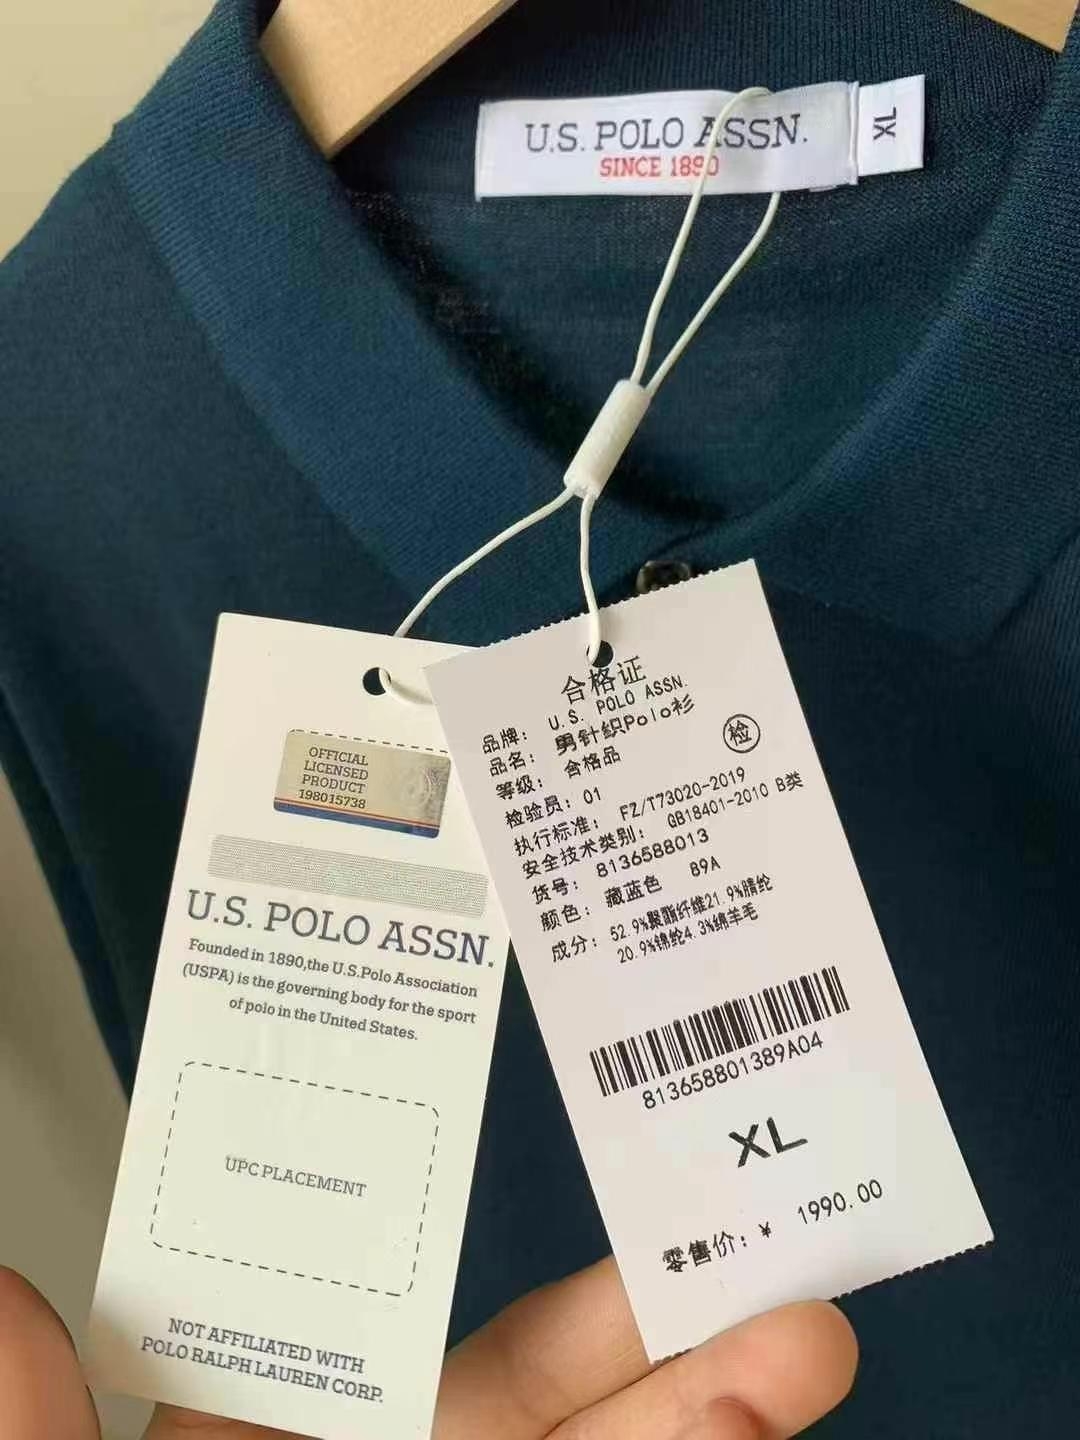 U.S. POLO ASSN.
SINCE 1890
XL
OFFICIAL
LICENSED
PRODUCT
198015738
U.S. POLO ASSN.
Founded in 1890,the U.S.Polo Association
(USPA) is the governing body for the sport
of polo in the United States.
UPC PLACEMENT
NOT AFFILIATED WITH
POLO RALPH LAUREN CORP.
合格证
品牌: U.S. POLO ASSN.
品名: 男针织Polo衫
等级: 合格品
检
检验员: 01
执行标准: FZ/T73020-2019
安全技术类别: GB18401-2010 B类
货号: 8136588013
颜色: 藏蓝色 89A
成分: 52.9%聚酯纤维21.9%腈纶
20.9%锦纶4.3%绵羊毛
813658801389A04
XL
零售价: ¥ 1990.00